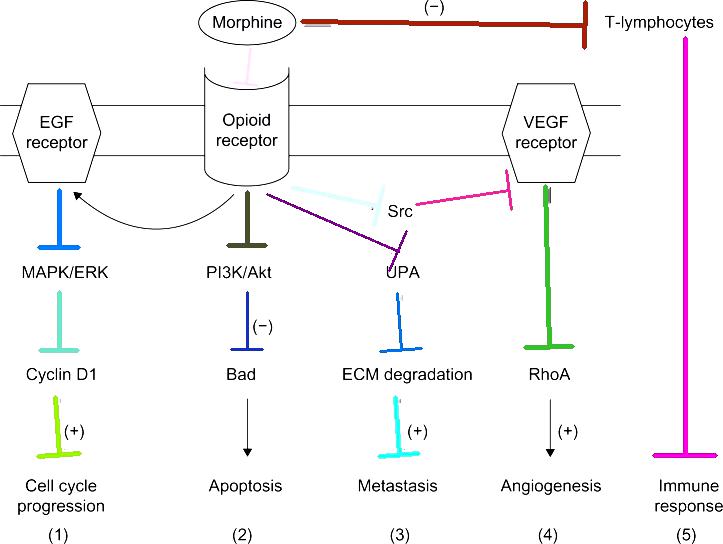 (−)
Morphine
T-lymphocytes
EGF
receptor
Opioid
receptor
VEGF
receptor
Src
MAPK/ERK
PI3K/Akt
UPA
(−)
Cyclin D1
Bad
ECM degradation
RhoA
(+)
(+)
(+)
Cell cycle
progression
Apoptosis
Metastasis
Angiogenesis
Immune
response
(1)
(2)
(3)
(4)
(5)